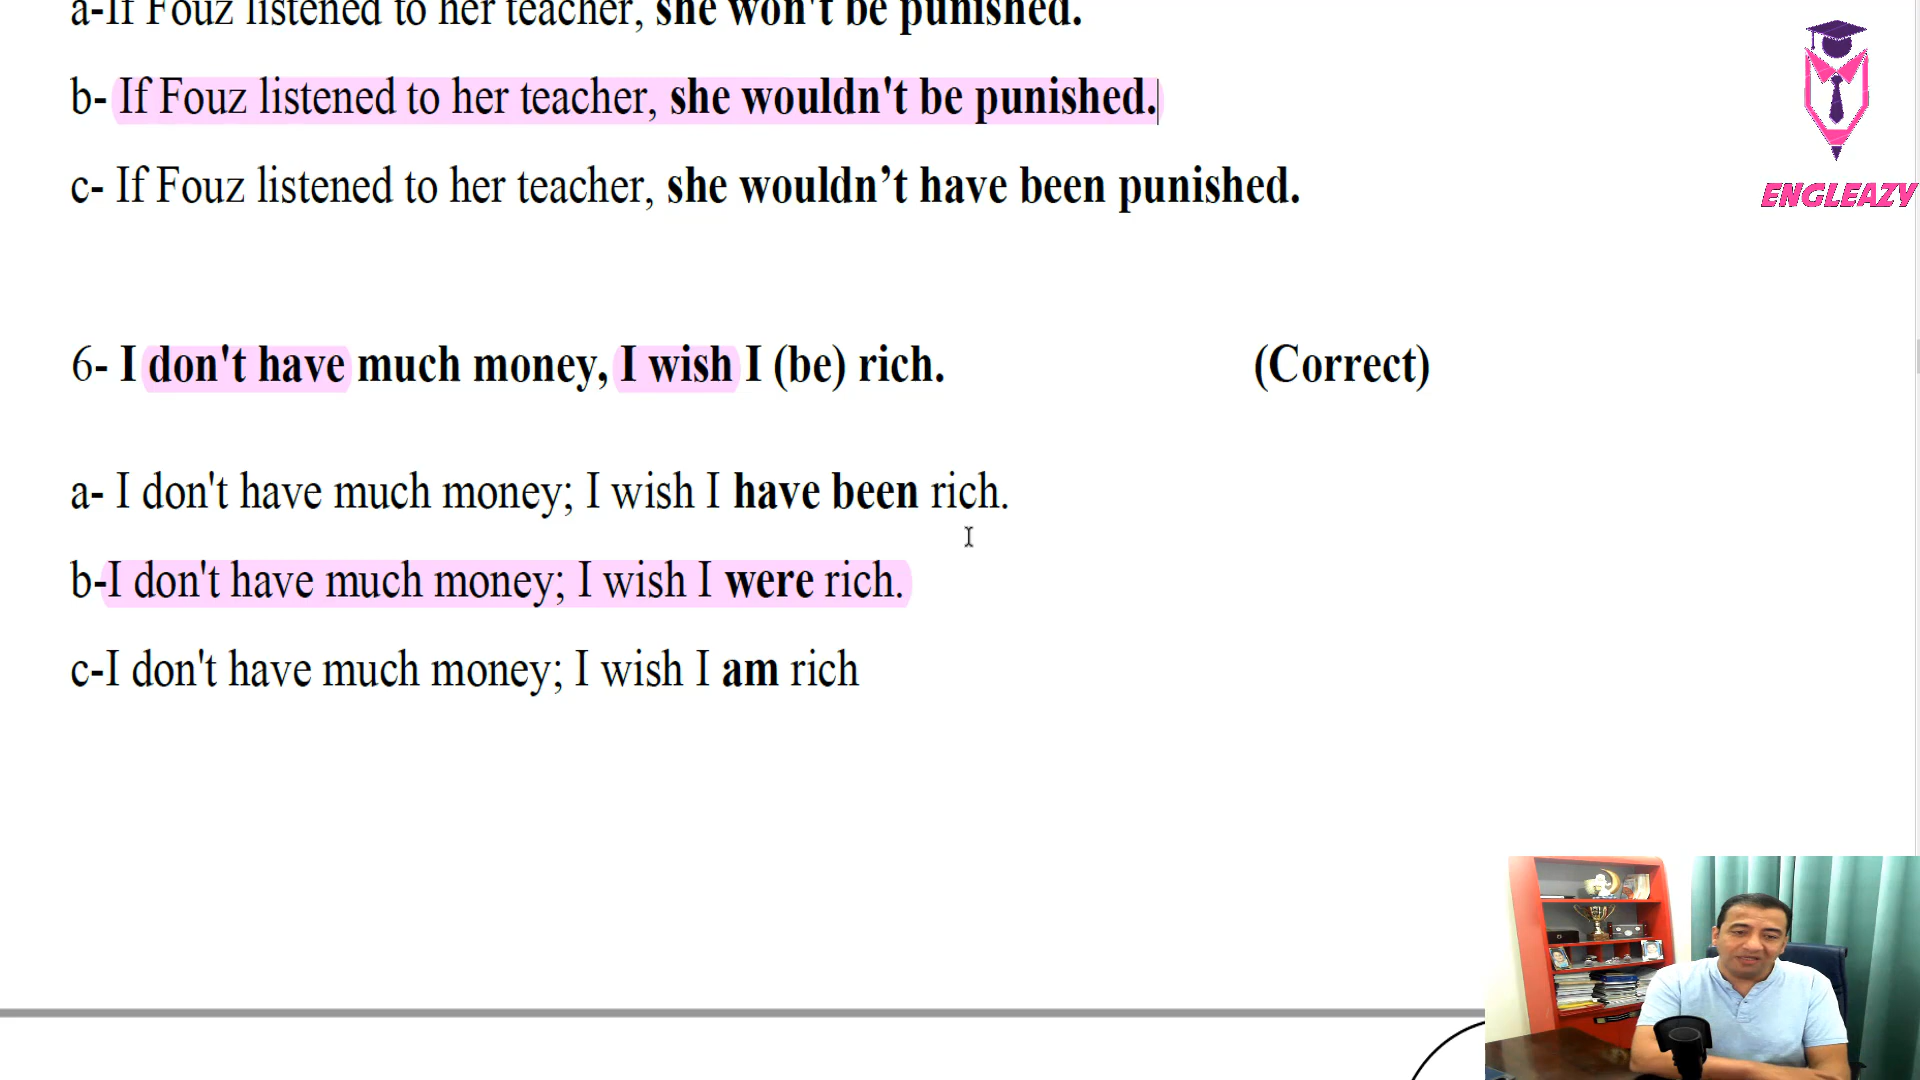 a-If Fouz listened to her teacher, she won't be punished.
b- If Fouz listened to her teacher, she wouldn't be punished.
c- If Fouz listened to her teacher, she wouldn’t have been punished.
ENGLEAZY
6- I don't have much money, I wish I (be) rich. (Correct)
a- I don't have much money; I wish I have been rich.
b-I don't have much money; I wish I were rich.
c-I don't have much money; I wish I am rich